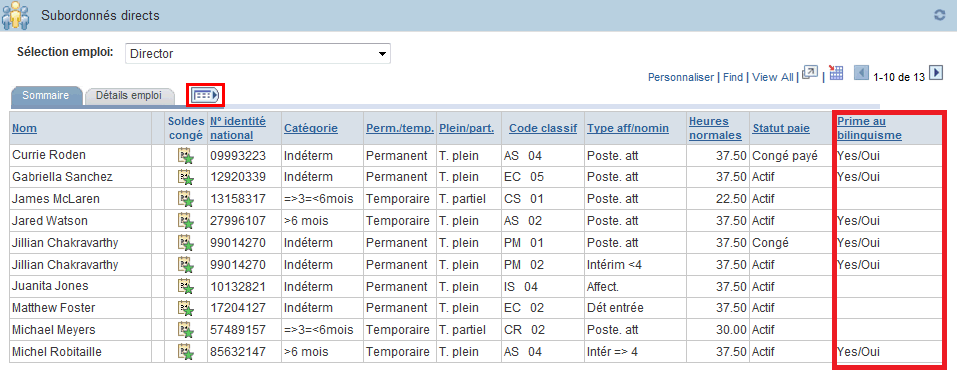 Subordonnés directs
Sélection emploi: Director
Personnaliser | Find | View All | | 1-10 de 13
Sommaire Détails emploi
Nom Soldes congé Nº identité national Catégorie Perm./temp. Plein/part. Code classif Type aff/nomin Heures normales Statut paie Prime au bilinguisme
Currie Roden 09993223 Indéterm Permanent T. plein AS 04 Poste. att 37.50 Congé payé Yes/Oui
Gabriella Sanchez 12920339 Indéterm Permanent T. plein EC 05 Poste. att 37.50 Actif Yes/Oui
James McLaren 13158317 =>3=<6mois Temporaire T. partiel CS 01 Poste. att 22.50 Actif
Jared Watson 27996107 >6 mois Temporaire T. plein AS 02 Poste. att 37.50 Actif Yes/Oui
Jillian Chakravarthy 99014270 Indéterm Permanent T. plein PM 01 Poste. att 37.50 Congé Yes/Oui
Jillian Chakravarthy 99014270 Indéterm Permanent T. plein PM 02 Intérim <4 37.50 Actif Yes/Oui
Juanita Jones 10132821 Indéterm Permanent T. plein IS 04 Affect. 37.50 Actif
Matthew Foster 17204127 Indéterm Permanent T. plein EC 02 Dét entrée 37.50 Actif
Michael Meyers 57489157 =>3=<6mois Temporaire T. partiel CR 02 Poste. att 30.00 Actif
Michel Robitaille 85632147 >6 mois Temporaire T. plein AS 04 Intér => 4 37.50 Actif Yes/Oui